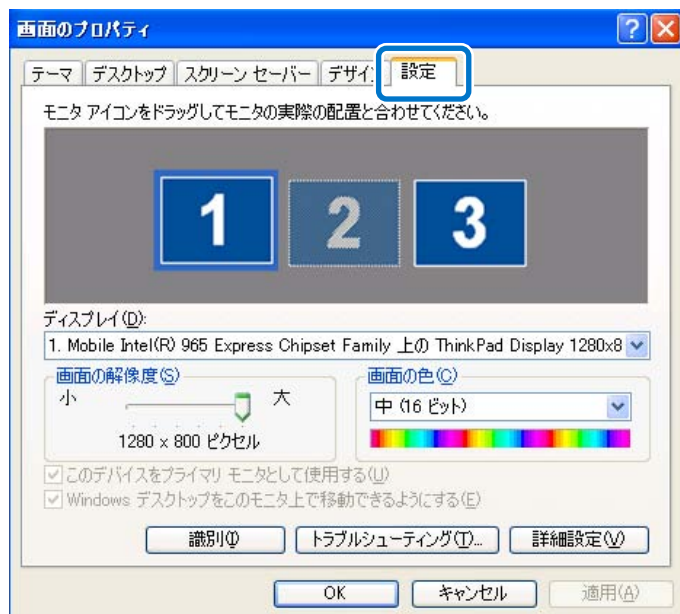 画面のプロパティ
テーマ デスクトップ スクリーン セーバー デザイ 設定
モニタ アイコンをドラッグしてモニタの実際の配置と合わせてください。
1 2 3
ディスプレイ(D):
1. Mobile Intel(R) 965 Express Chipset Family 上の ThinkPad Display 1280x8
画面の解像度(S) 画面の色(C)
小 大 中 (16 ビット)
1280 x 800 ピクセル
このデバイスをプライマリ モニタとして使用する(U)
Windows デスクトップをこのモニタ上で移動できるようにする(E)
識別(I) トラブルシューティング(T)... 詳細設定(V)
OK キャンセル 適用(A)